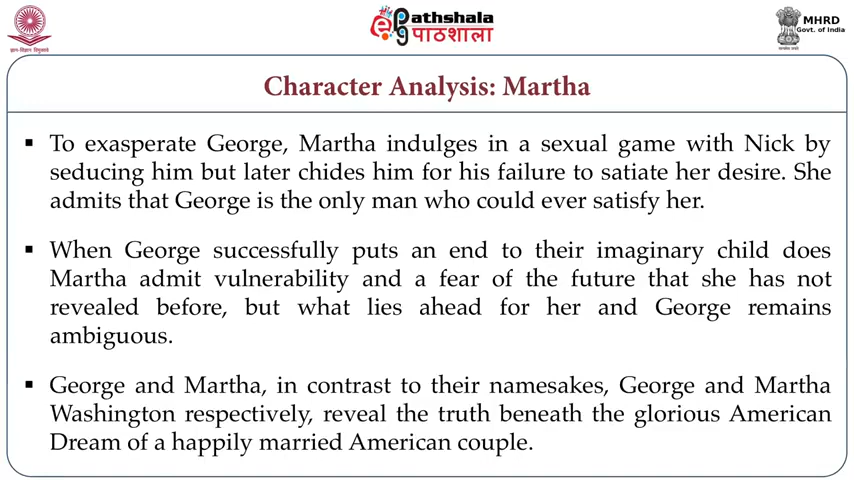 ePathshala
पाठशाला
MHRD
Govt. of India
Character Analysis: Martha
▪ To exasperate George, Martha indulges in a sexual game with Nick by
seducing him but later chides him for his failure to satiate her desire. She
admits that George is the only man who could ever satisfy her.
▪ When George successfully puts an end to their imaginary child does
Martha admit vulnerability and a fear of the future that she has not
revealed before, but what lies ahead for her and George remains
ambiguous.
▪ George and Martha, in contrast to their namesakes, George and Martha
Washington respectively, reveal the truth beneath the glorious American
Dream of a happily married American couple.